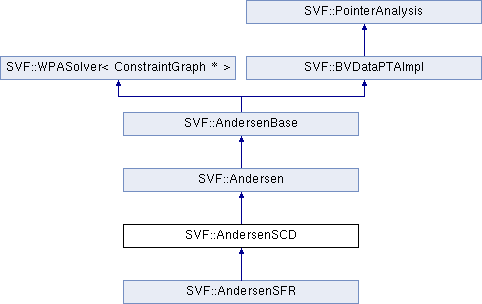 SVF::PointerAnalysis
SVF::WPASolver< ConstraintGraph * >
SVF::BVDataPTAImpl
SVF::AndersenBase
SVF::Andersen
SVF::AndersenSCD
SVF::AndersenSFR